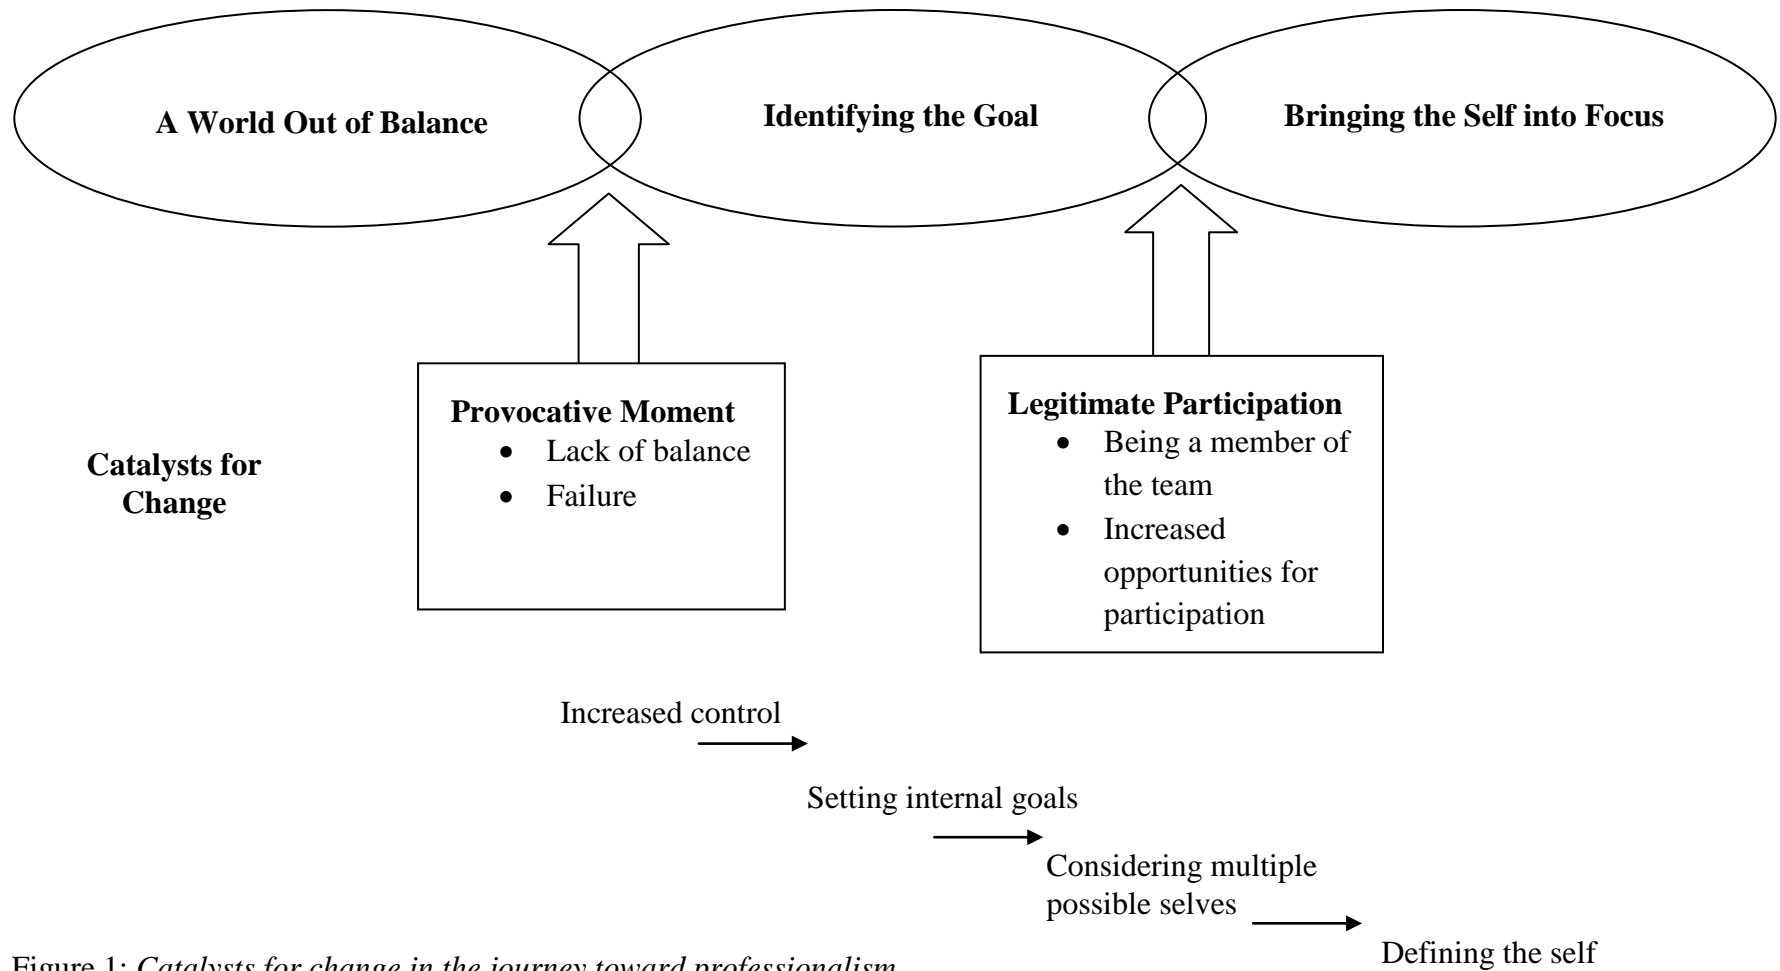 A World Out of Balance
Identifying the Goal
Bringing the Self into Focus
Catalysts for
Change
Provocative Moment
• Lack of balance
• Failure
Legitimate Participation
• Being a member of
the team
• Increased
opportunities for
participation
Increased control
Setting internal goals
Considering multiple
possible selves
Defining the self
Figure 1: Catalysts for change in the journey toward professionalism